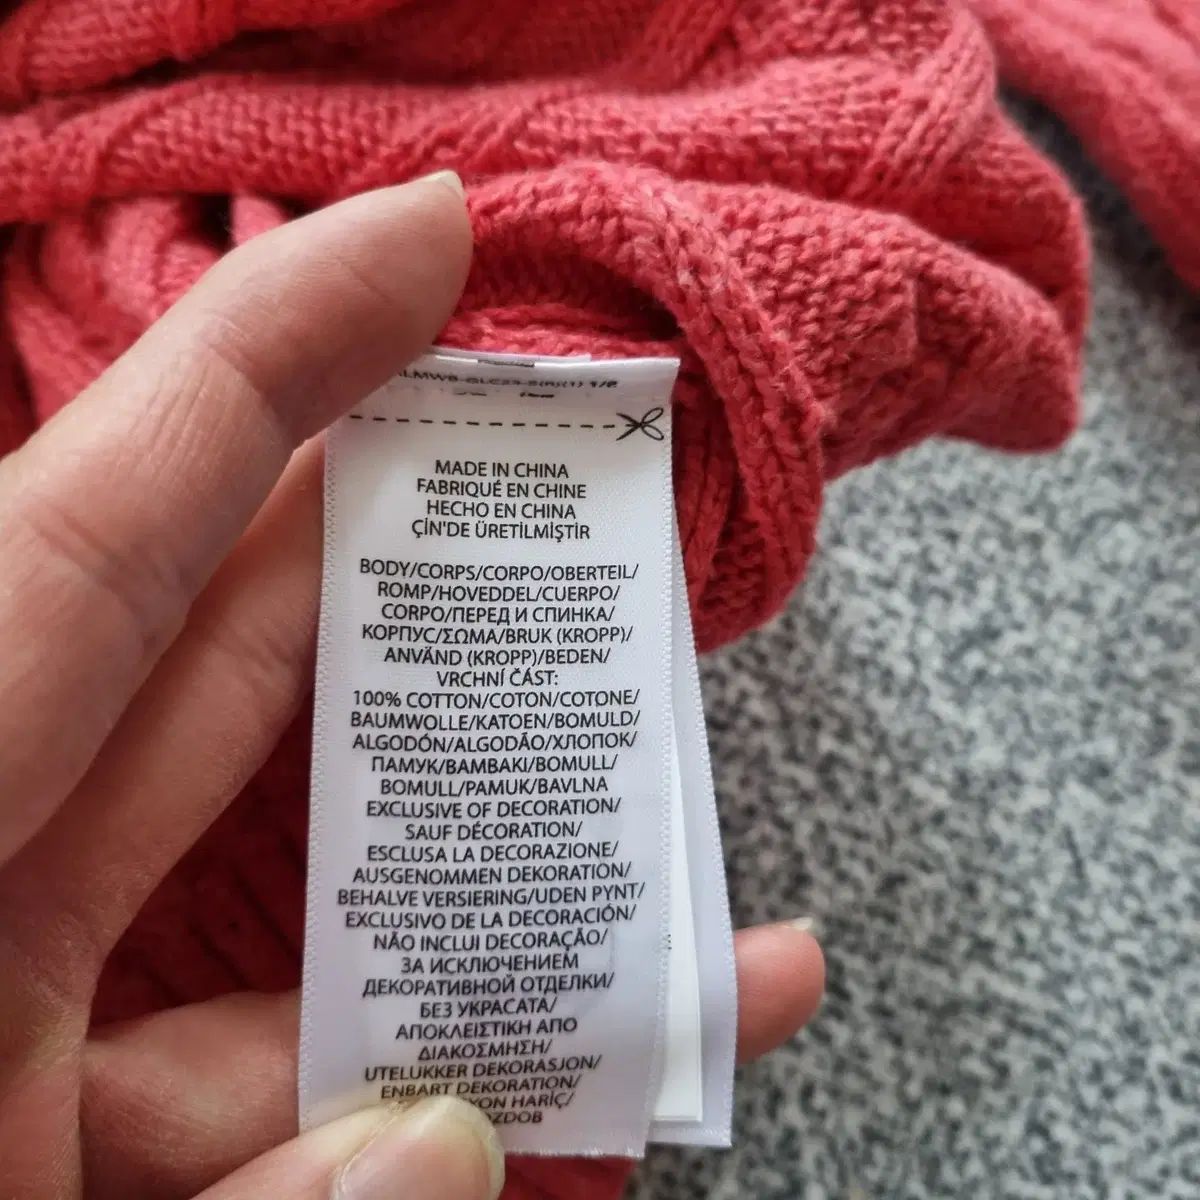 MADE IN CHINA
FABRIQUÉ EN CHINE
HECHO EN CHINA
ÇİN'DE ÜRETİLMİŞTİR
BODY/CORPS/CORPO/OBERTEIL/
ROMP/HOVEDDEL/CUERPO/
CORPO/ПЕРЕД И СПИНКА/
КОРПУС/ΣΩΜΑ/BRUK (KROPP)/
ANVÄND (KROPP)/BEDEN/
VRCHNÍ ČÁST:
100% COTTON/COTON/COTONE/
BAUMWOLLE/KATOEN/BOMULD/
ALGODÓN/ALGODÃO/ХЛОПОК/
ПАМУК/BAMBAKI/BOMULL/
BOMULL/PAMUK/BAVLNA
EXCLUSIVE OF DECORATION/
SAUF DÉCORATION/
ESCLUSA LA DECORAZIONE/
AUSGENOMMEN DEKORATION/
BEHALVE VERSIERING/UDEN PYNT/
EXCLUSIVO DE LA DECORACIÓN/
NÃO INCLUI DECORAÇÃO/
ЗА ИСКЛЮЧЕНИЕМ
ДЕКОРАТИВНОЙ ОТДЕЛКИ/
БЕЗ УКРАСАТА/
ΑΠΟΚΛΕΙΣΤΙΚΗ ΑΠΟ
ΔΙΑΚΟΣΜΗΣΗ/
UTELUKKER DEKORASJON/
ENBART DEKORATION/
HARİÇ/